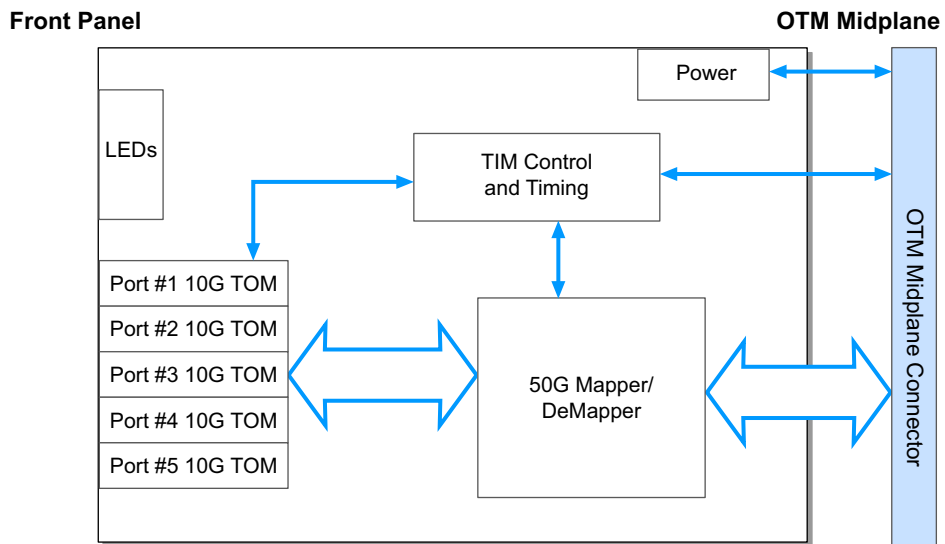 Front Panel
OTM Midplane
Power
LEDs
TIM Control
and Timing
Port #1 10G TOM
Port #2 10G TOM
Port #3 10G TOM
Port #4 10G TOM
Port #5 10G TOM
50G Mapper/
DeMapper
OTM Midplane Connector